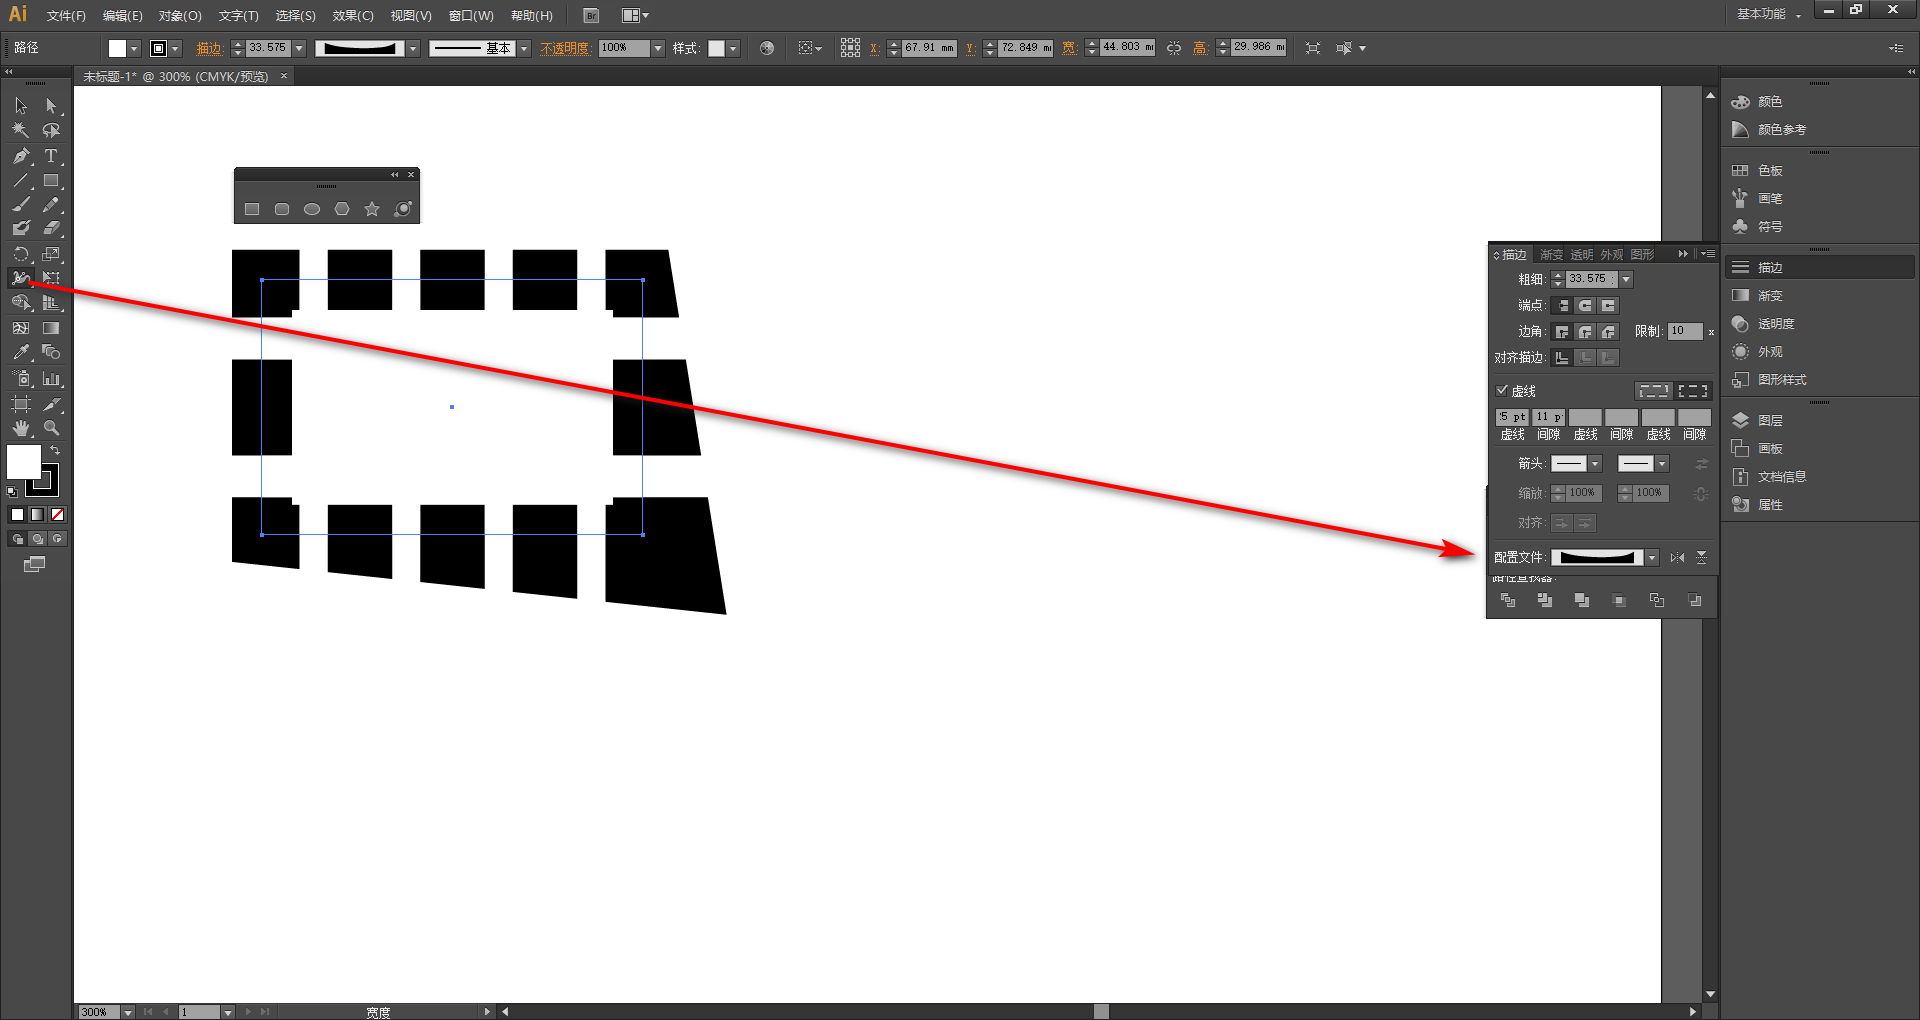 Ai 文件(F) 编辑(E) 对象(O) 文字(T) 选择(S) 效果(C) 视图(V) 窗口(W) 帮助(H) Br 基本功能
路径 描边: 33.575 基本 不透明度: 100% 样式: X: 67.91 mm Y: 72.849 m 宽: 44.803 m 高: 29.986 m
未标题-1* @ 300% (CMYK/预览) ×
颜色
颜色参考
色板
画笔
符号
描边
渐变
透明度
外观
图形样式
图层
画板
文档信息
属性
描边 渐变 透明 外观 图形
粗细: 33.575
端点:
边角: 限制: 10 x
对齐描边:
虚线
5 pt 11 p
虚线 间隙 虚线 间隙 虚线 间隙
箭头:
缩放: 100% 100%
对齐:
配置文件:
路径查找器:
300% 1 宽度